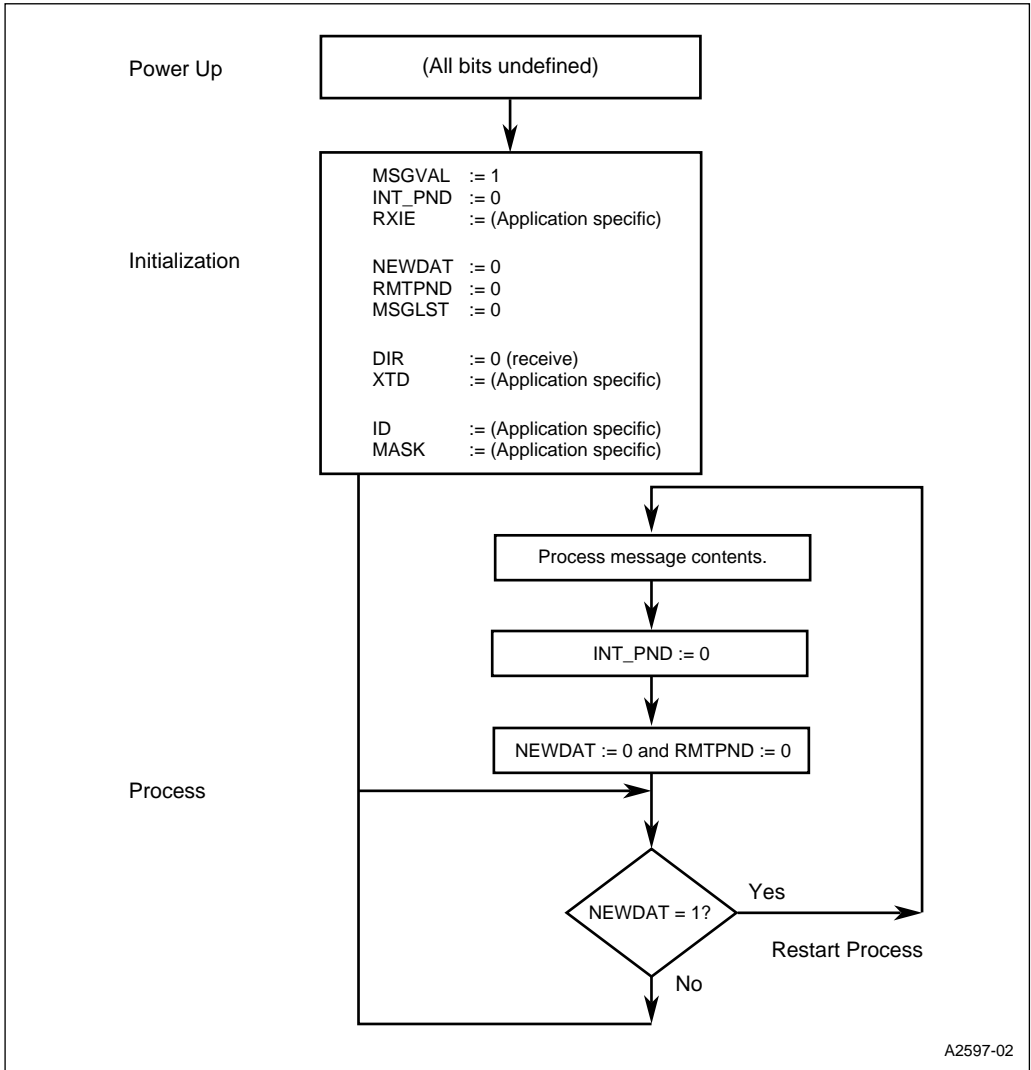 Power Up
(All bits undefined)
Initialization
MSGVAL := 1
INT_PND := 0
RXIE := (Application specific)
NEWDAT := 0
RMTPND := 0
MSGLST := 0
DIR := 0 (receive)
XTD := (Application specific)
ID := (Application specific)
MASK := (Application specific)
Process
Process message contents.
INT_PND := 0
NEWDAT := 0 and RMTPND := 0
NEWDAT = 1?
Yes
Restart Process
No
A2597-02